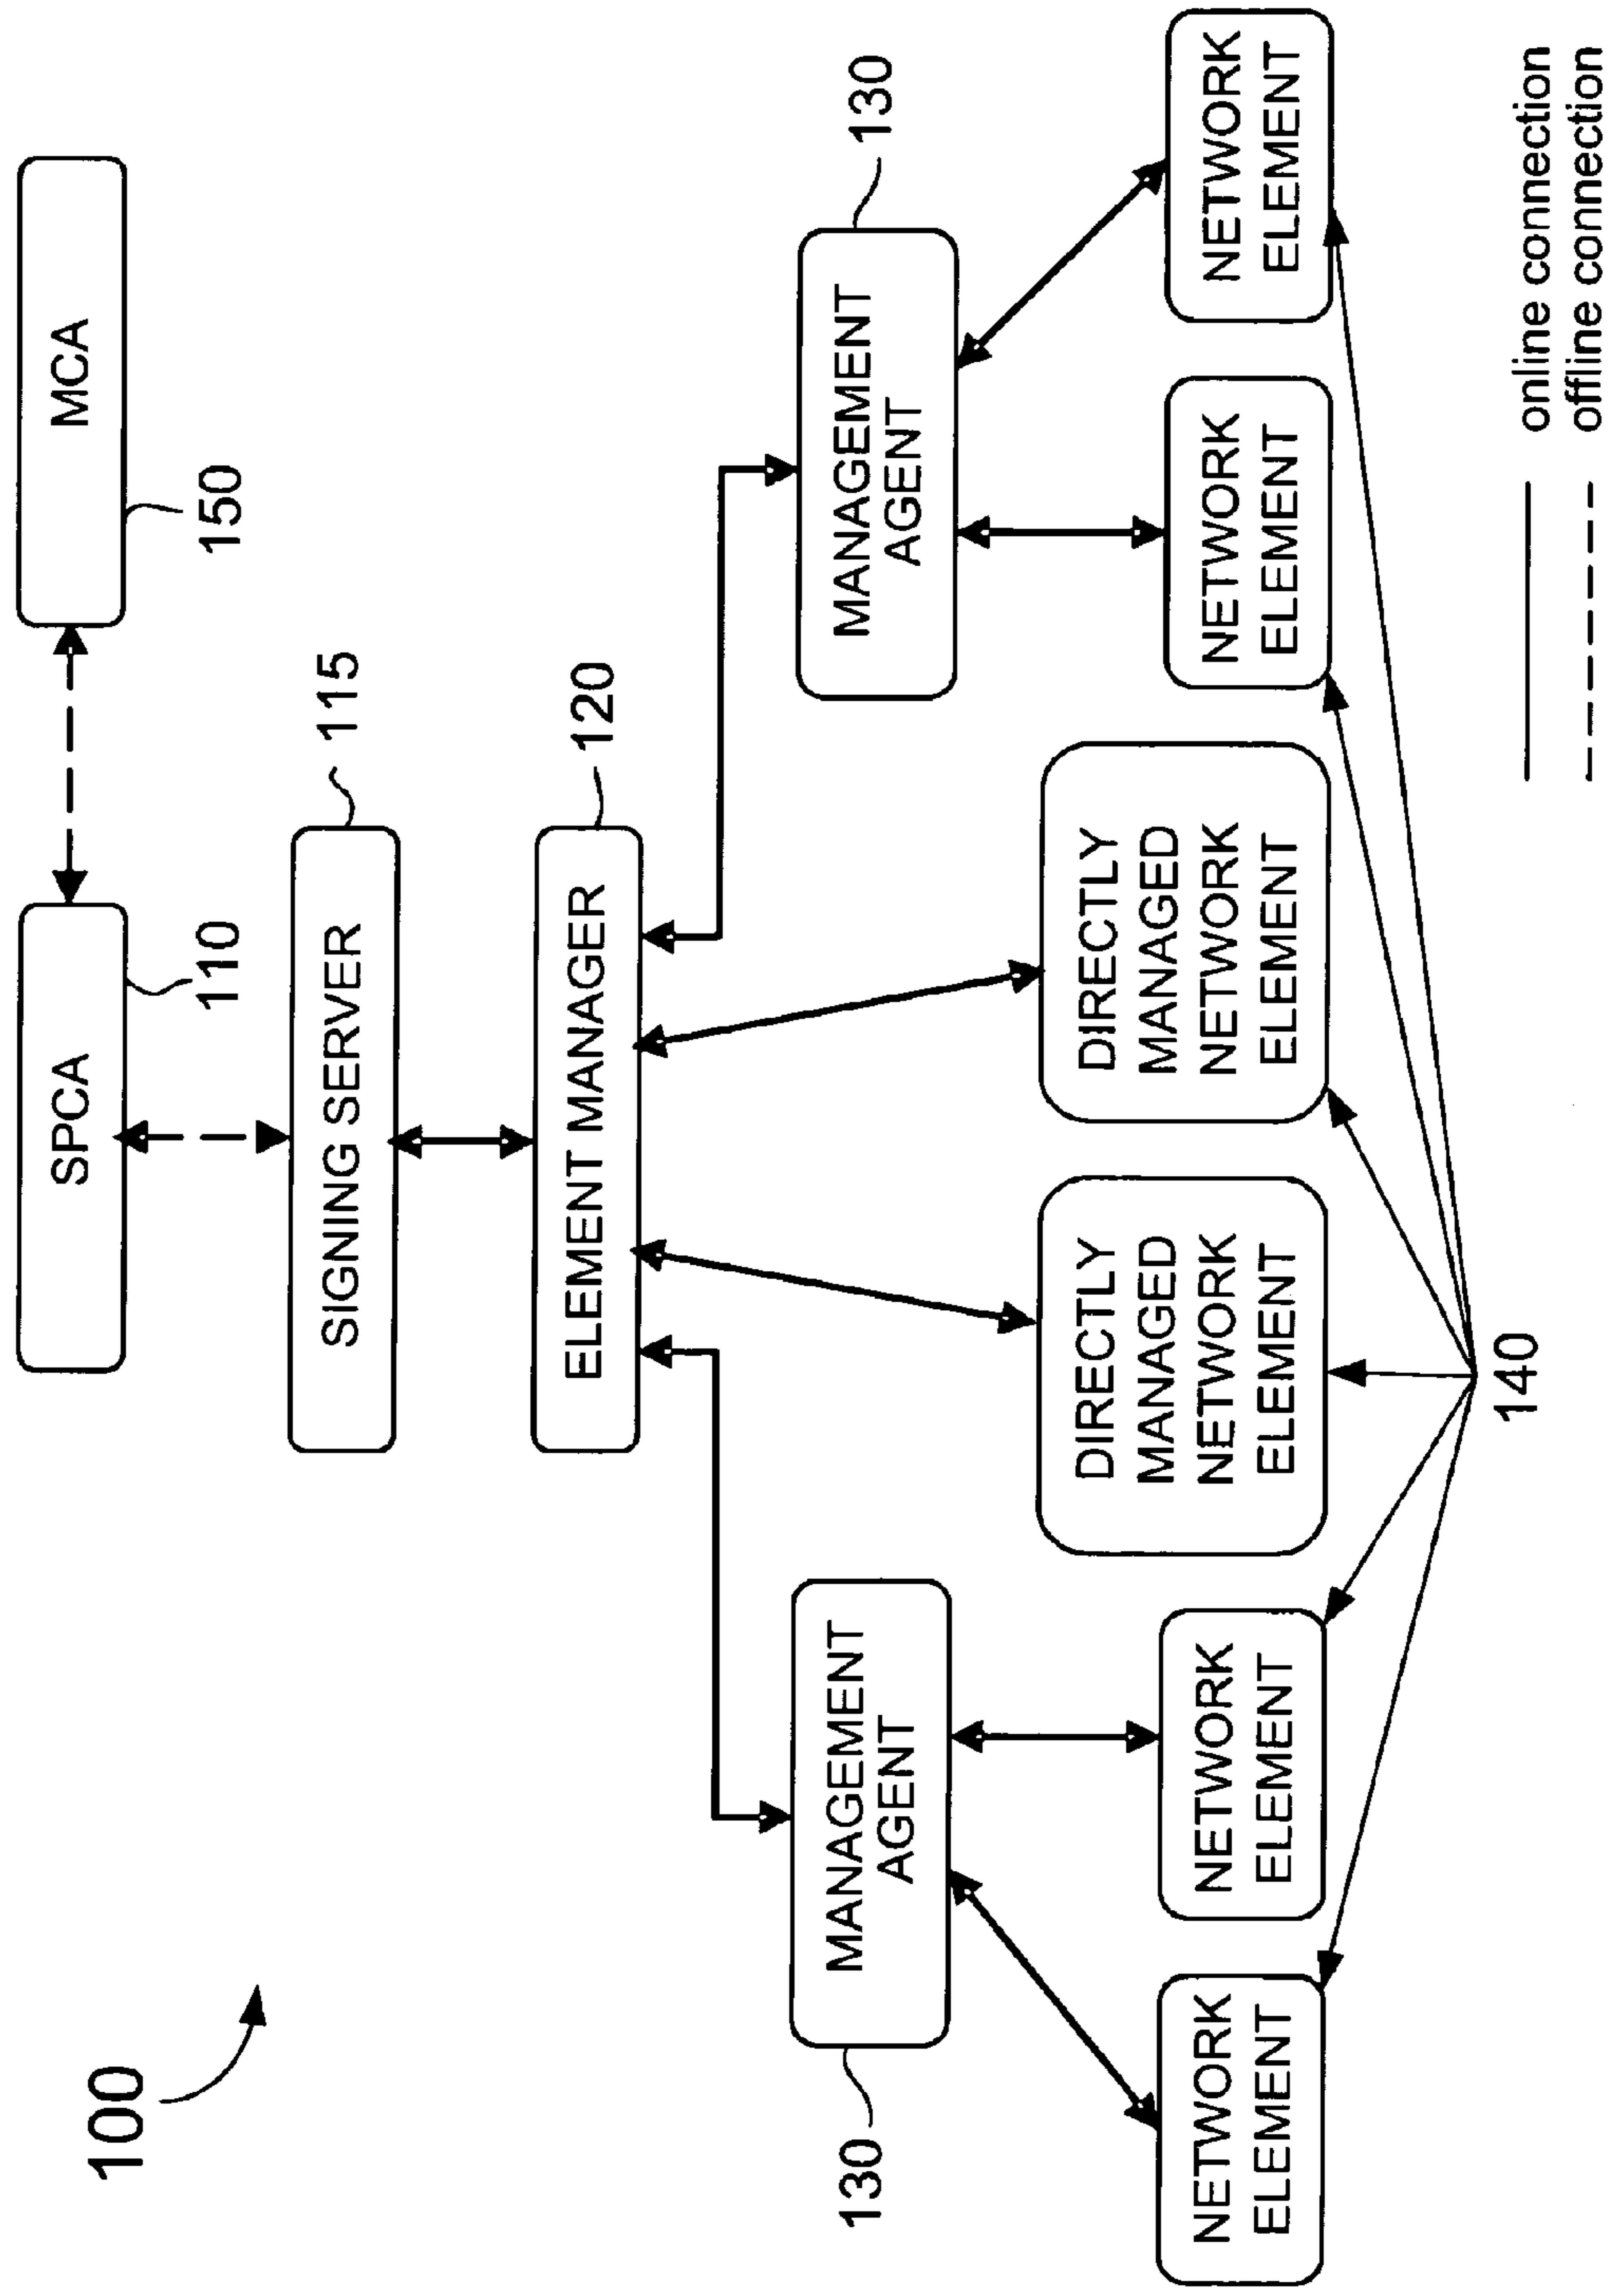 100
SPCA
MCA
110
150
SIGNING SERVER
115
ELEMENT MANAGER
120
MANAGEMENT
AGENT
130
MANAGEMENT
AGENT
130
DIRECTLY
MANAGED
NETWORK
ELEMENT
DIRECTLY
MANAGED
NETWORK
ELEMENT
NETWORK
ELEMENT
NETWORK
ELEMENT
NETWORK
ELEMENT
NETWORK
ELEMENT
140
online connection
offline connection